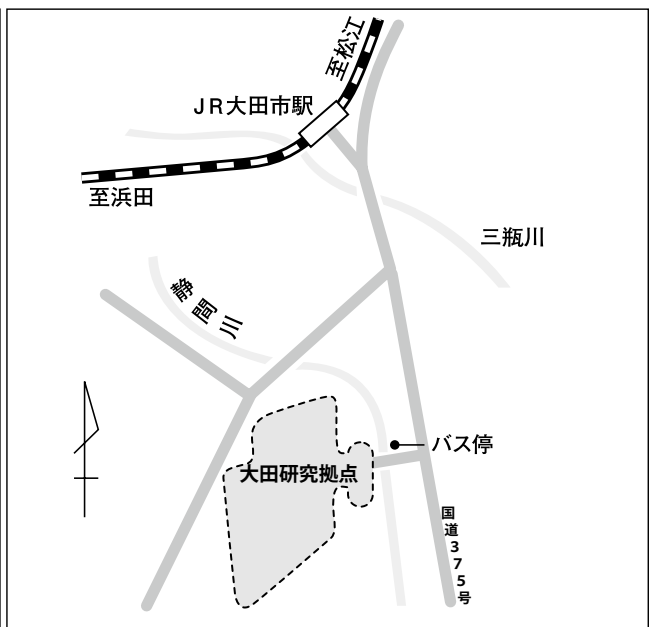 至松江
JR大田市駅
至浜田
三瓶川
静間川
バス停
大田研究拠点
国道375号